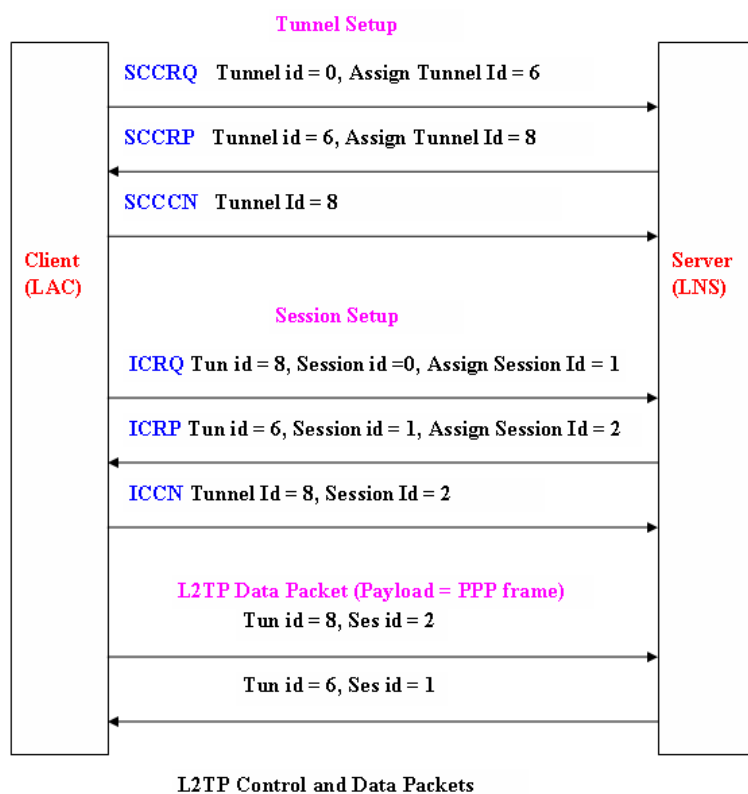 Tunnel Setup
SCCRQ Tunnel id = 0, Assign Tunnel Id = 6
SCCRP Tunnel id = 6, Assign Tunnel Id = 8
SCCCN Tunnel Id = 8
Client
(LAC)
Server
(LNS)
Session Setup
ICRQ Tun id = 8, Session id =0, Assign Session Id = 1
ICRP Tun id = 6, Session id = 1, Assign Session Id = 2
ICCN Tunnel Id = 8, Session Id = 2
L2TP Data Packet (Payload = PPP frame)
Tun id = 8, Ses id = 2
Tun id = 6, Ses id = 1
L2TP Control and Data Packets